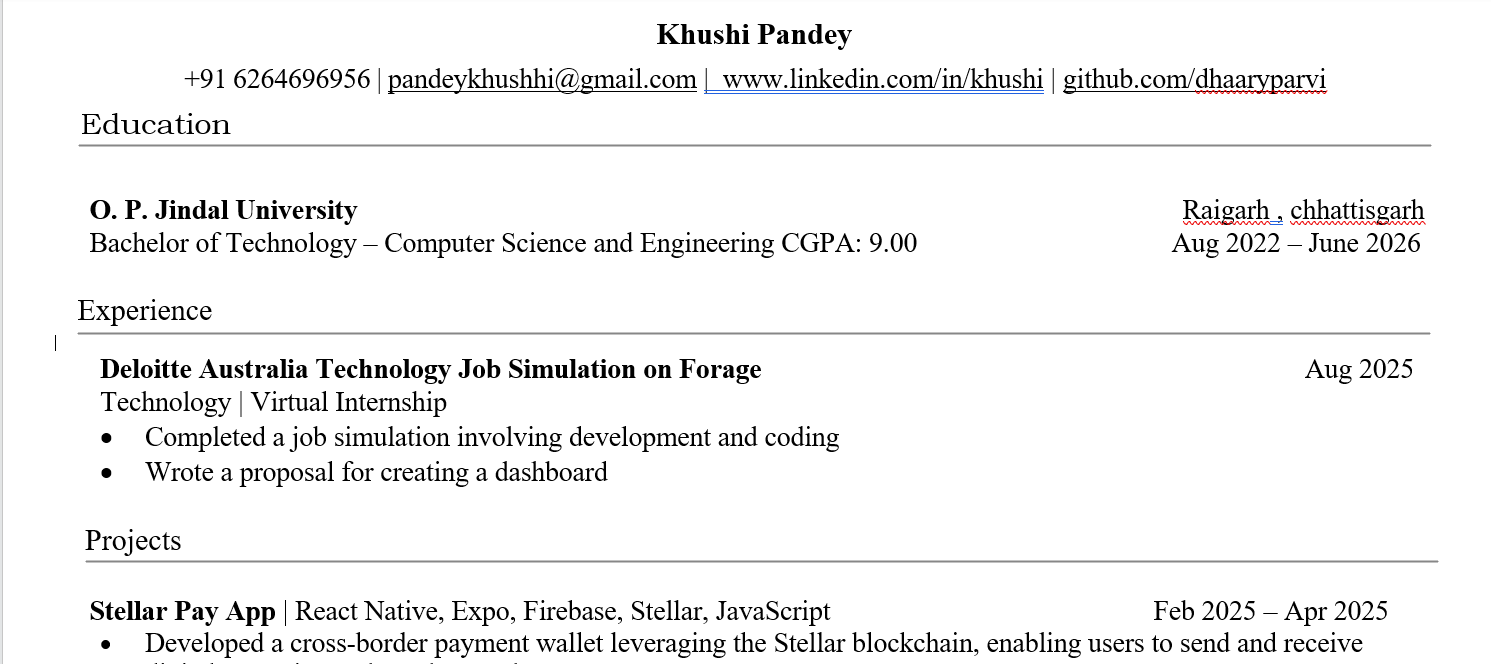 Khushi Pandey
+91 6264696956 | pandeykhushhi@gmail.com |  www.linkedin.com/in/khushi | github.com/dhaaryparvi
Education
O. P. Jindal University Raigarh , chhattisgarh
Bachelor of Technology – Computer Science and Engineering CGPA: 9.00 Aug 2022 – June 2026
Experience
Deloitte Australia Technology Job Simulation on Forage Aug 2025
Technology | Virtual Internship
• Completed a job simulation involving development and coding
• Wrote a proposal for creating a dashboard
Projects
Stellar Pay App | React Native, Expo, Firebase, Stellar, JavaScript Feb 2025 – Apr 2025
• Developed a cross-border payment wallet leveraging the Stellar blockchain, enabling users to send and receive